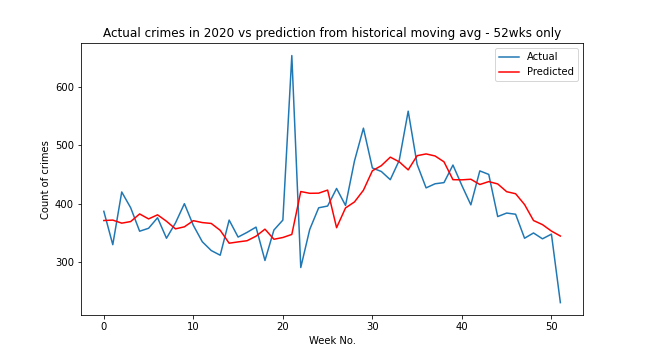 Actual crimes in 2020 vs prediction from historical moving avg - 52wks only
Actual
Predicted
600
500
400
300
Count of crimes
0 10 20 30 40 50
Week No.